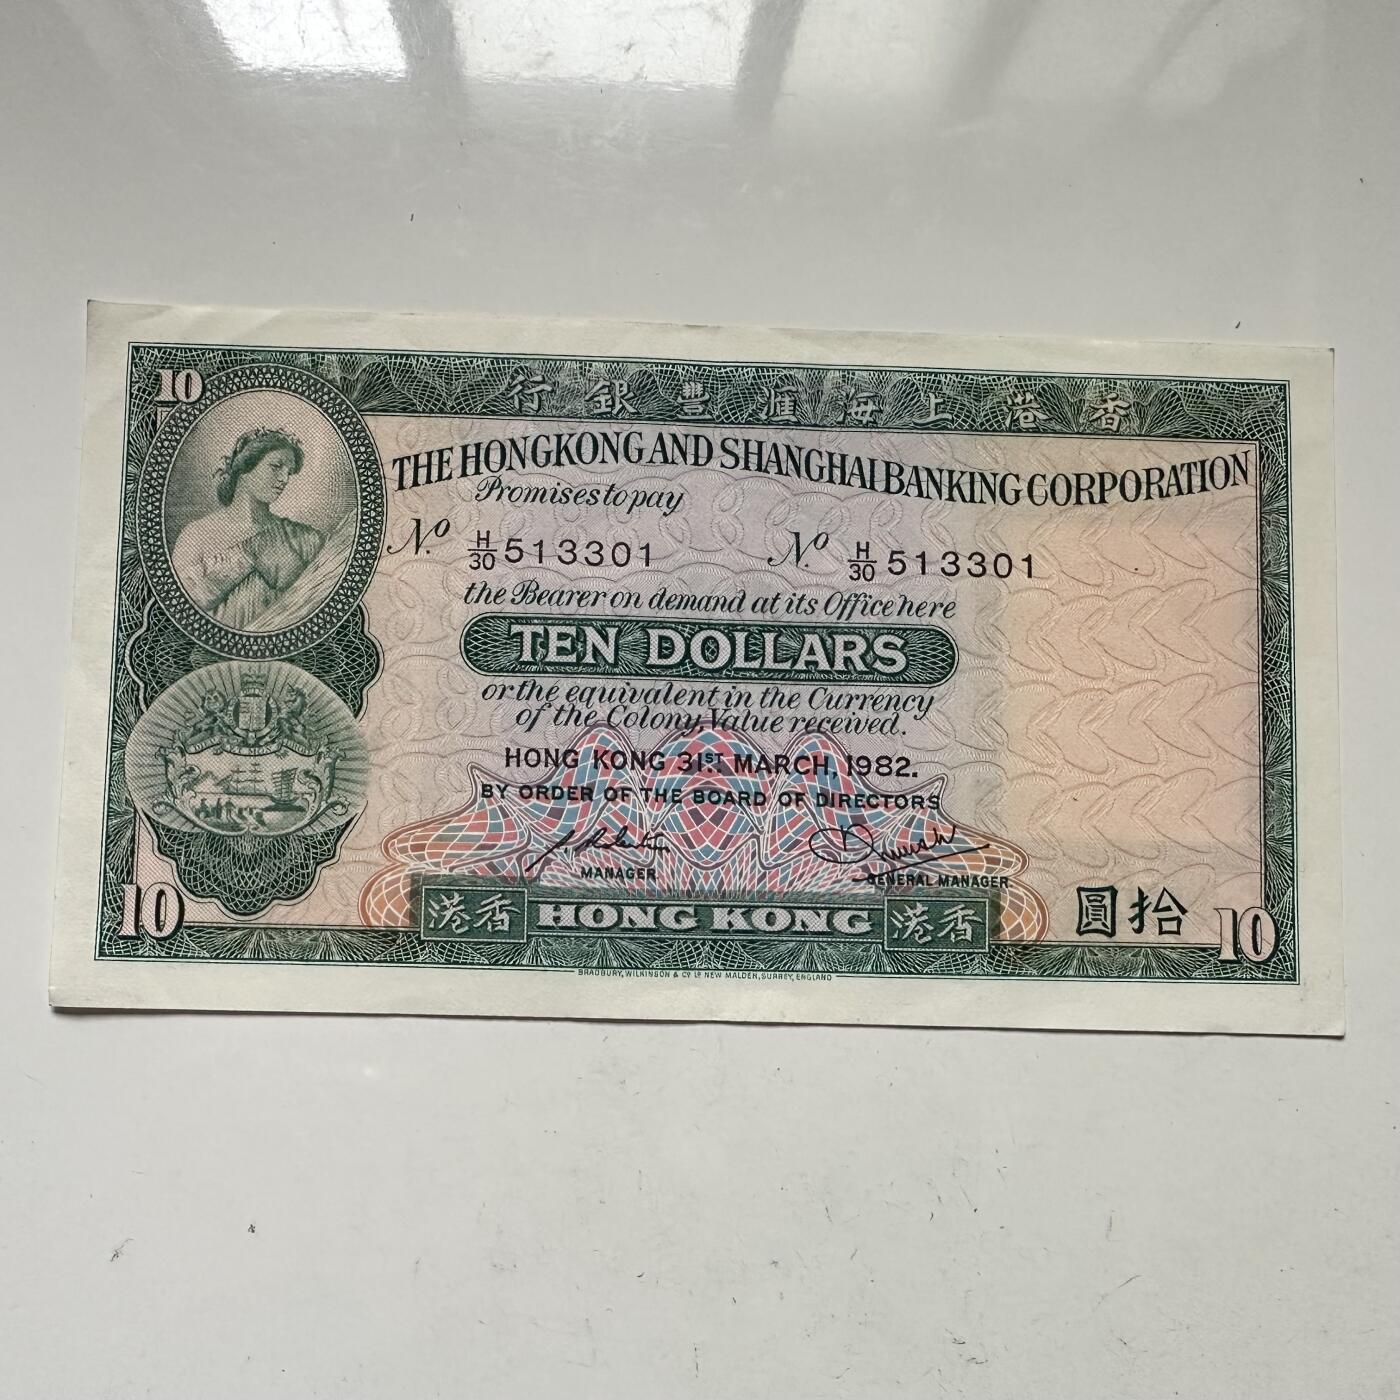 10
行銀豐滙海上港香
THE HONGKONG AND SHANGHAI BANKING CORPORATION
Promises to pay
No. H/30 513301 No. H/30 513301
the Bearer on demand at its Office here
TEN DOLLARS
or the equivalent in the Currency
of the Colony, Value received.
HONG KONG 31ST MARCH, 1982.
BY ORDER OF THE BOARD OF DIRECTORS
MANAGER GENERAL MANAGER
10 港香 HONG KONG 港香 圓拾 10
BRADBURY, WILKINSON & Co. Ld. NEW MALDEN, SURREY, ENGLAND